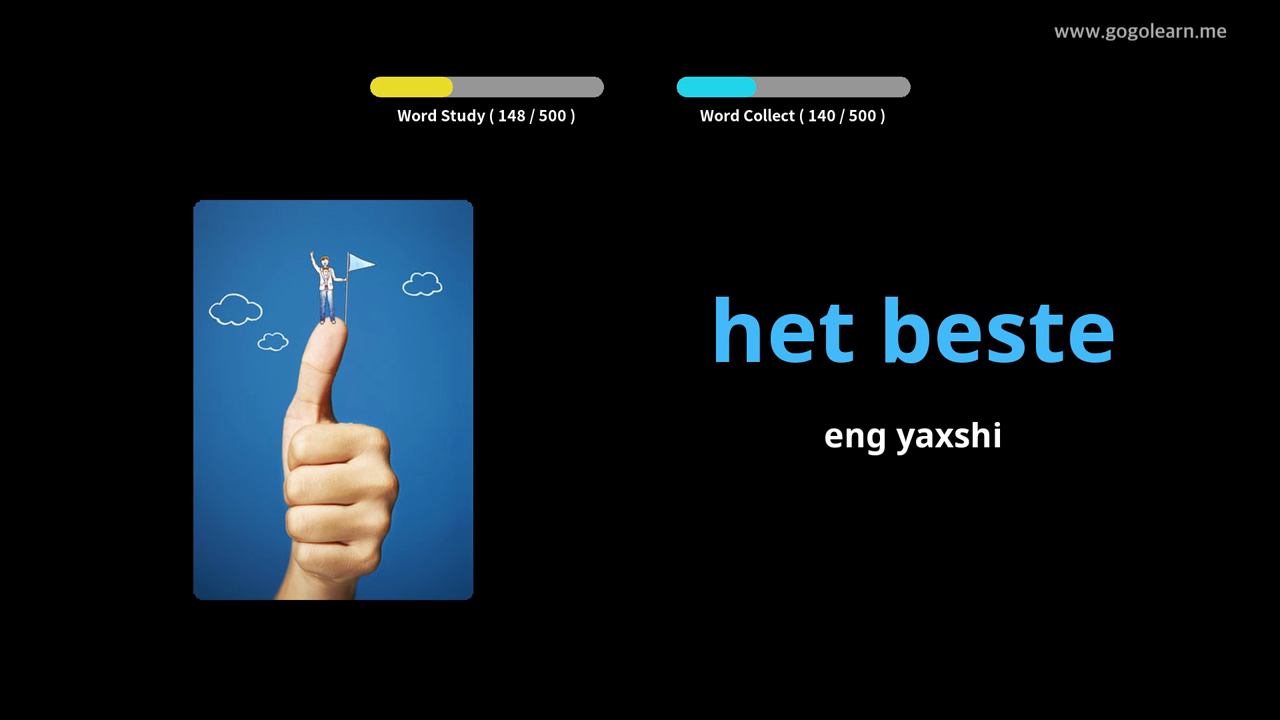 www.gogolearn.me
Word Study ( 148 / 500 )
Word Collect ( 140 / 500 )
het beste
eng yaxshi